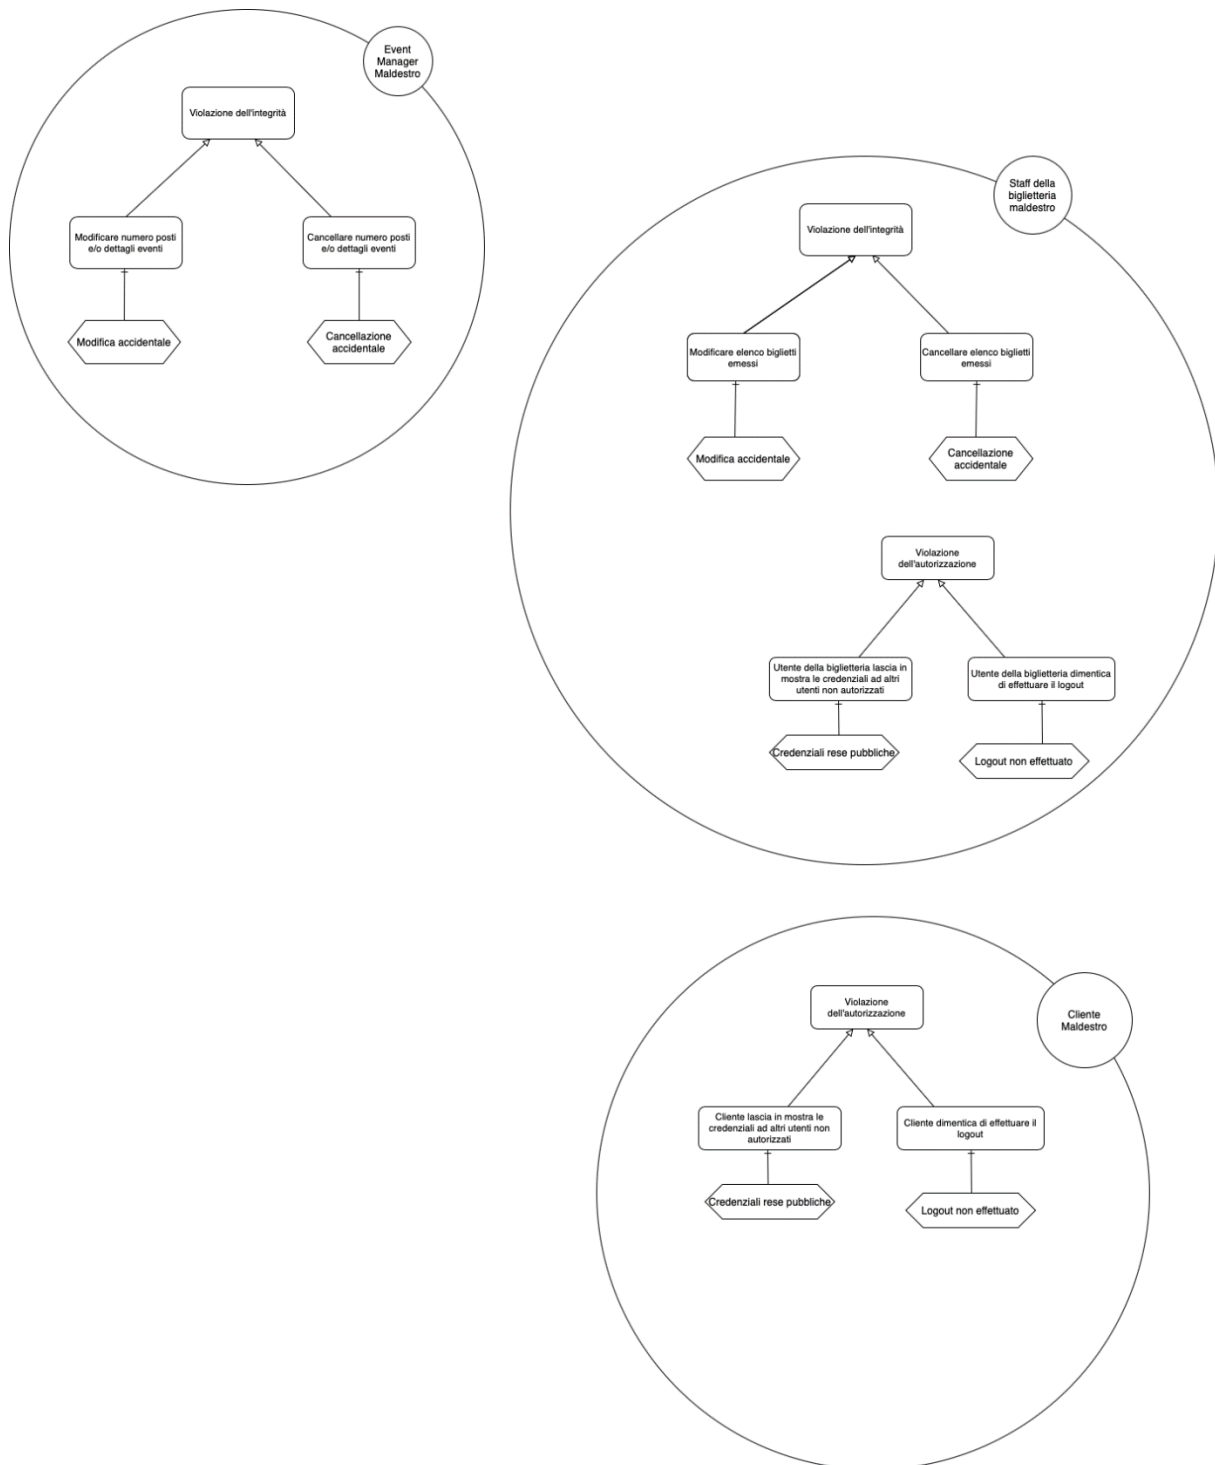 Event
Manager
Maldestro
Violazione dell'integrità
Modificare numero posti
e/o dettagli eventi
Cancellare numero posti
e/o dettagli eventi
Modifica accidentale
Cancellazione
accidentale
Staff della
biglietteria
maldestro
Violazione dell'integrità
Modificare elenco biglietti
emessi
Cancellare elenco biglietti
emessi
Modifica accidentale
Cancellazione
accidentale
Violazione
dell'autorizzazione
Utente della biglietteria lascia in
mostra le credenziali ad altri
utenti non autorizzati
Utente della biglietteria dimentica
di effettuare il logout
Credenziali rese pubbliche
Logout non effettuato
Cliente
Maldestro
Violazione
dell'autorizzazione
Cliente lascia in mostra le
credenziali ad altri utenti non
autorizzati
Cliente dimentica di effettuare il
logout
Credenziali rese pubbliche
Logout non effettuato